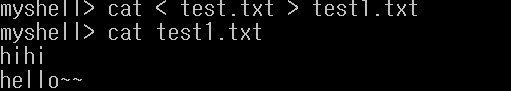 myshell> cat < test.txt > test1.txt
myshell> cat test1.txt
hihi
hello~~